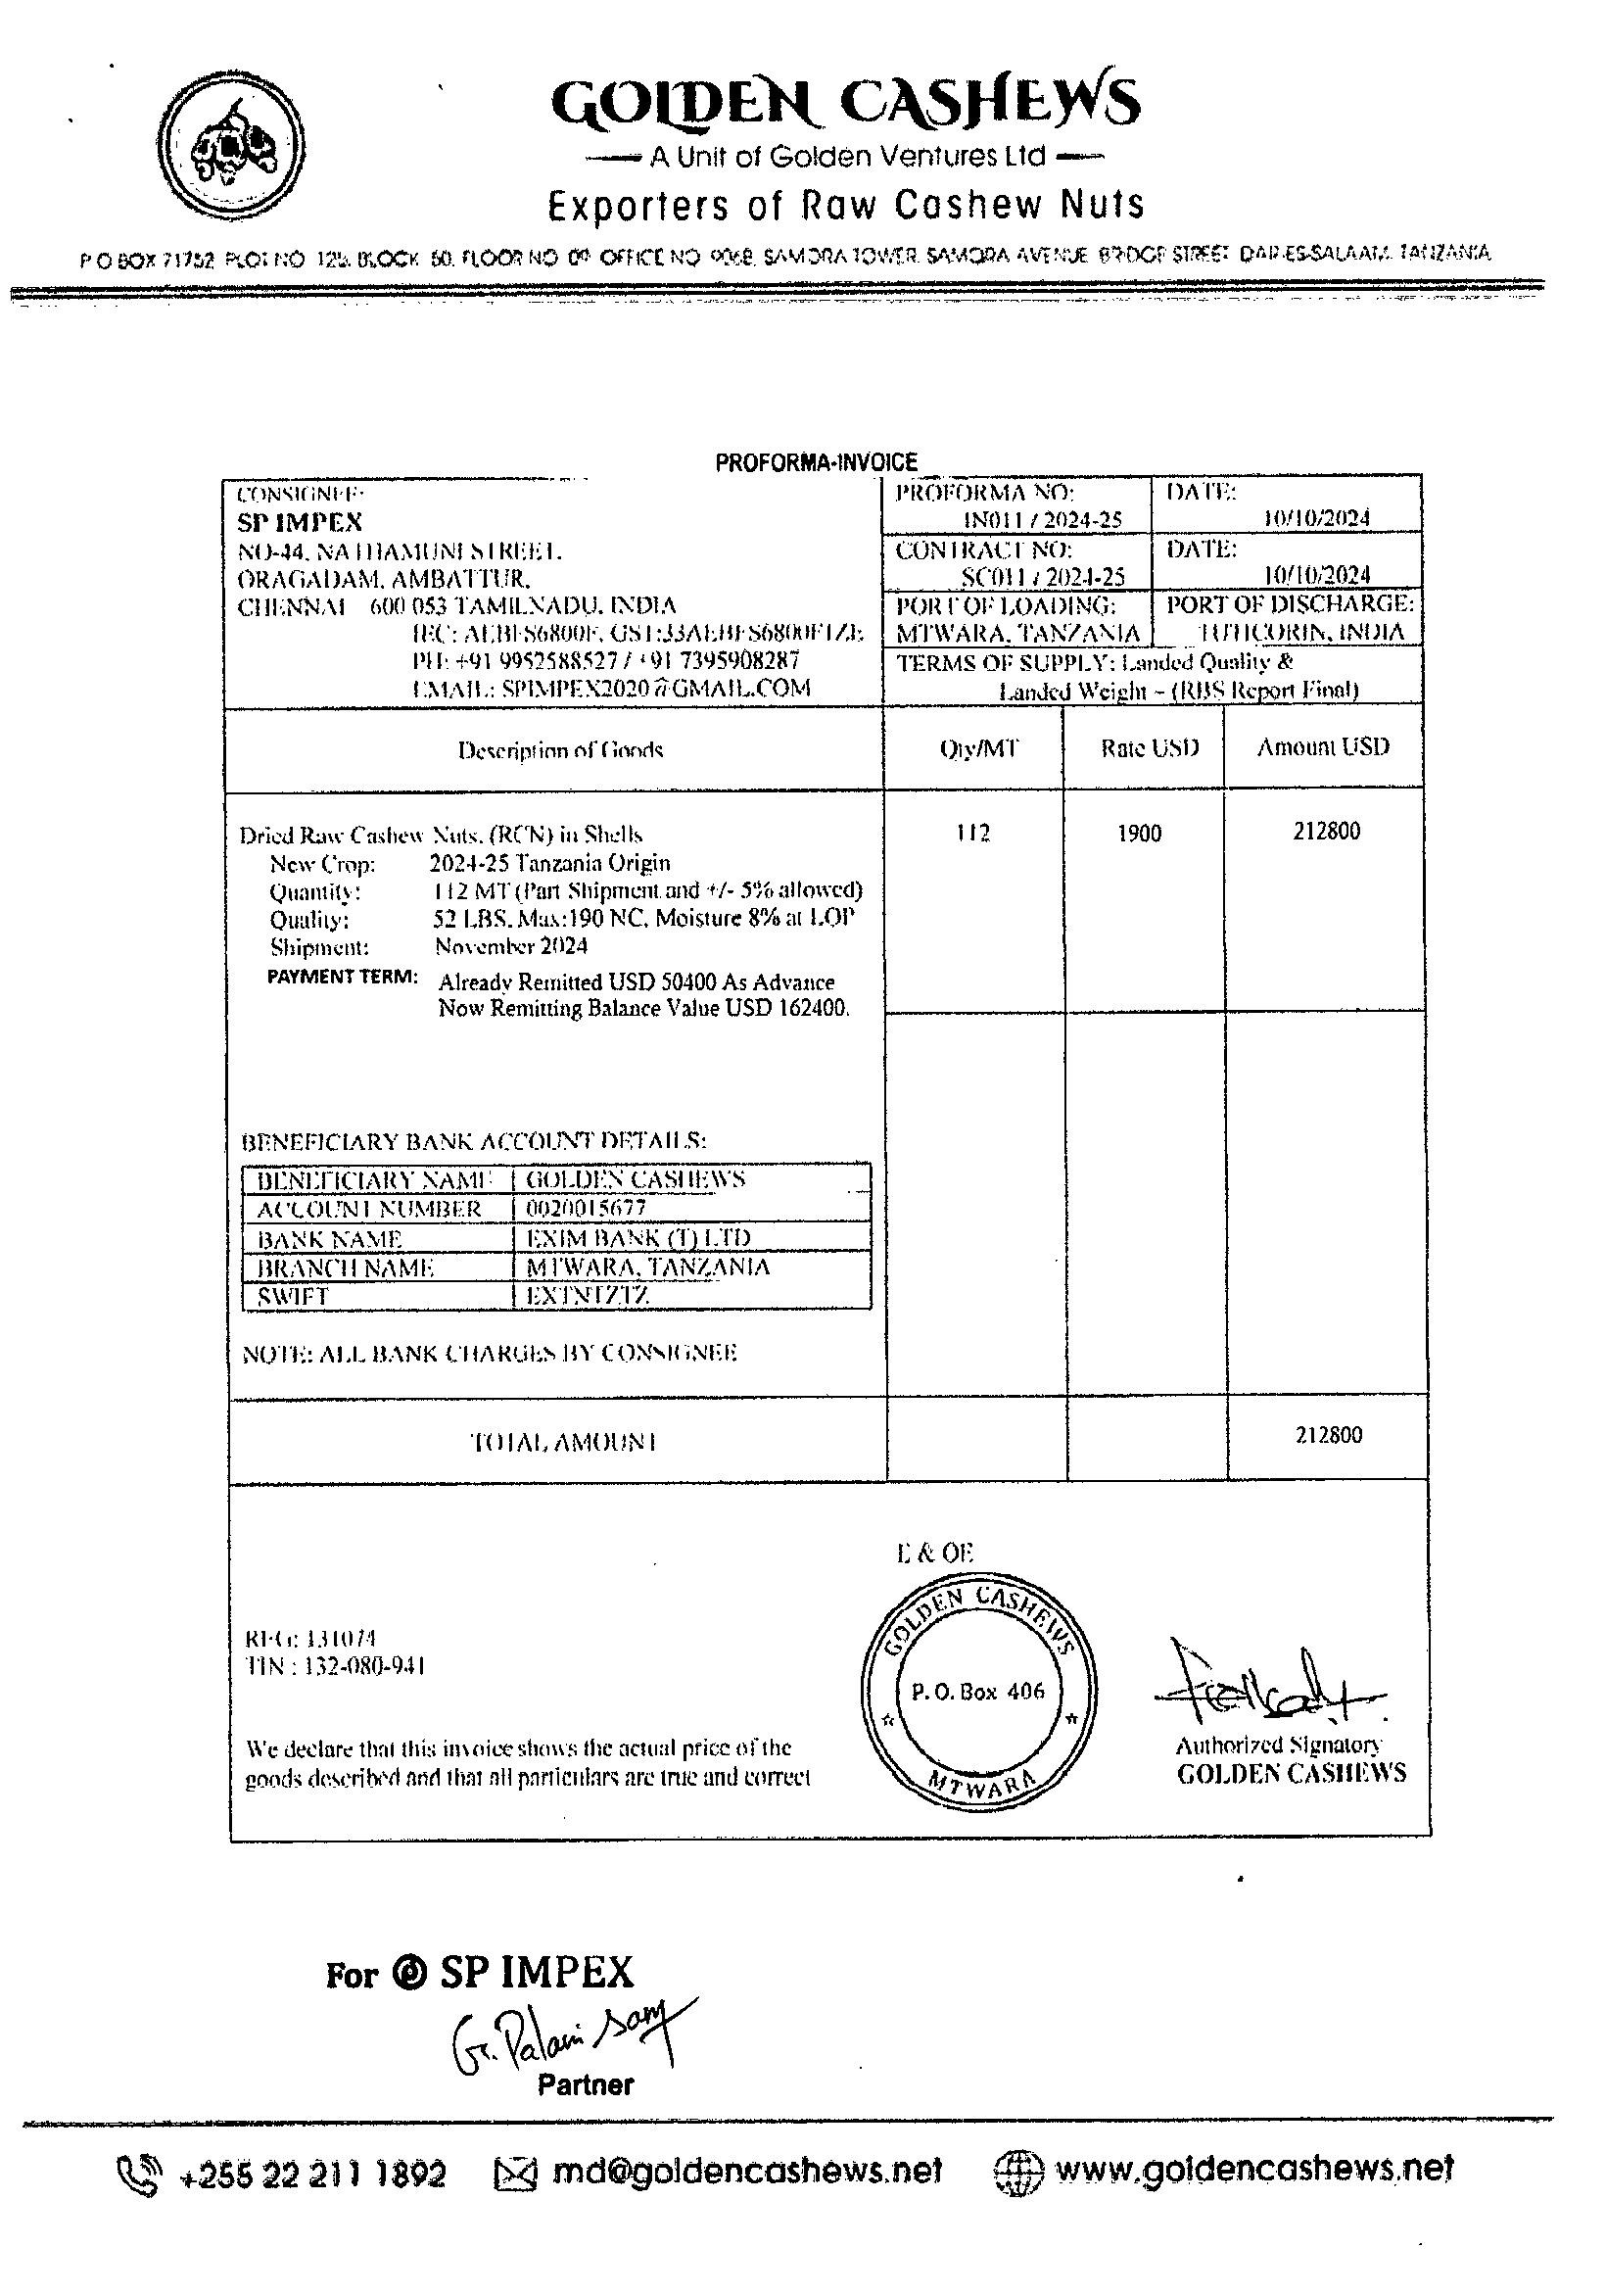 GOLDEN CASHEWS
A Unit of Golden Ventures Ltd
Exporters of Raw Cashew Nuts
P O BOX 71752 PLOT NO 125, BLOCK 60, FLOOR NO 09 OFFICE NO 906B, SAMORA TOWER, SAMORA AVENUE BRIDGE STREET DAR-ES-SALAAM, TANZANIA
PROFORMA-INVOICE
CONSIGNEE:
SP IMPEX
NO-44, NATHAMUNI STREET,
ORAGADAM, AMBATTUR,
CHENNAI 600 053 TAMILNADU, INDIA
PH: +91 9952588527 / +91 7395908287
EMAIL: SPIMPEX2020@GMAIL.COM
PROFORMA NO:
IN011 / 2024-25
DATE:
10/10/2024
CONTRACT NO:
SC011 / 2024-25
DATE:
10/10/2024
PORT OF LOADING:
MTWARA, TANZANIA
PORT OF DISCHARGE:
TUTICORIN, INDIA
TERMS OF SUPPLY: Landed Quality &
Landed Weight – (RBS Report Final)
Description of Goods
Qty/MT
Rate USD
Amount USD
Dried Raw Cashew Nuts, (RCN) in Shells
112
1900
212800
New Crop: 2024-25 Tanzania Origin
Quantity: 112 MT (Part Shipment and +/- 5% allowed)
Quality: 52 LBS, Max:190 NC, Moisture 8% at LOP
Shipment: November 2024
PAYMENT TERM: Already Remitted USD 50400 As Advance
Now Remitting Balance Value USD 162400.
BENEFICIARY BANK ACCOUNT DETAILS:
BENEFICIARY NAME GOLDEN CASHEWS
ACCOUNT NUMBER 0020015677
BANK NAME EXIM BANK (T) LTD
BRANCH NAME MTWARA, TANZANIA
SWIFT EXTNTZTZ
NOTE: ALL BANK CHARGES BY CONSIGNEE
TOTAL AMOUNT
212800
E & OE
REG: 131074
TIN : 132-080-941
GOLDEN CASHEWS
P. O. Box 406
MTWARA
We declare that this invoice shows the actual price of the
goods described and that all particulars are true and correct
Authorized Signatory
GOLDEN CASHEWS
For SP IMPEX
G. Palani Samy
Partner
+255 22 211 1892
md@goldencashews.net
www.goldencashews.net